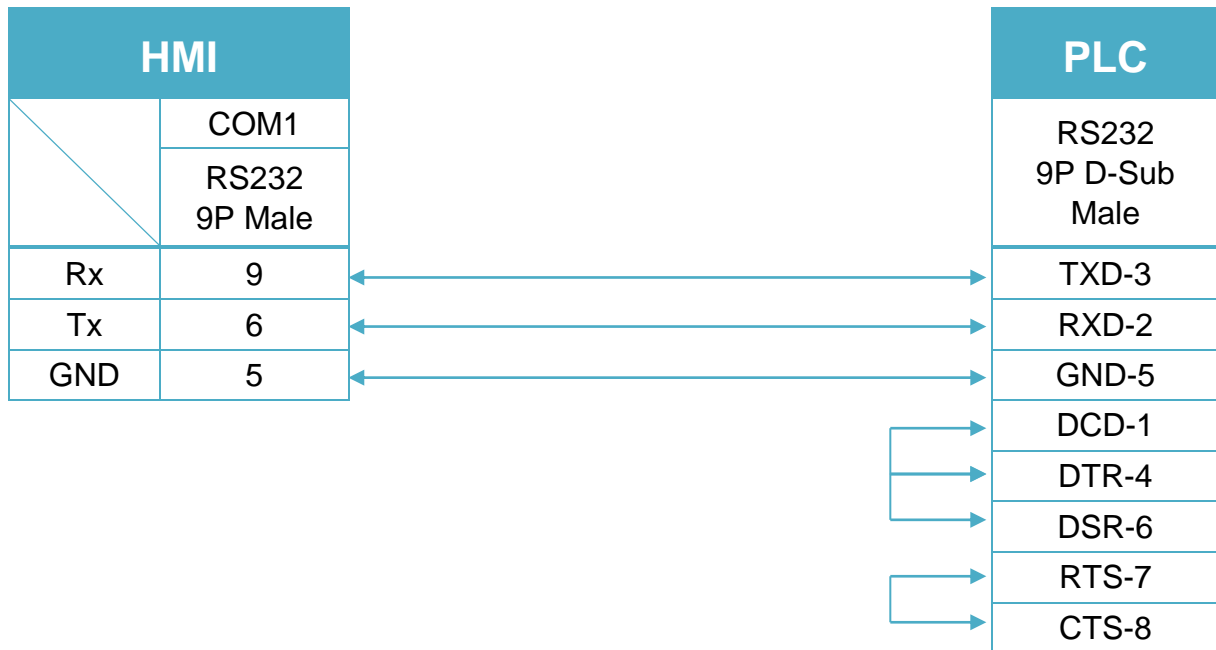 HMI
PLC
COM1
RS232
9P Male
RS232
9P D-Sub
Male
Rx 9 TXD-3
Tx 6 RXD-2
GND 5 GND-5
DCD-1
DTR-4
DSR-6
RTS-7
CTS-8